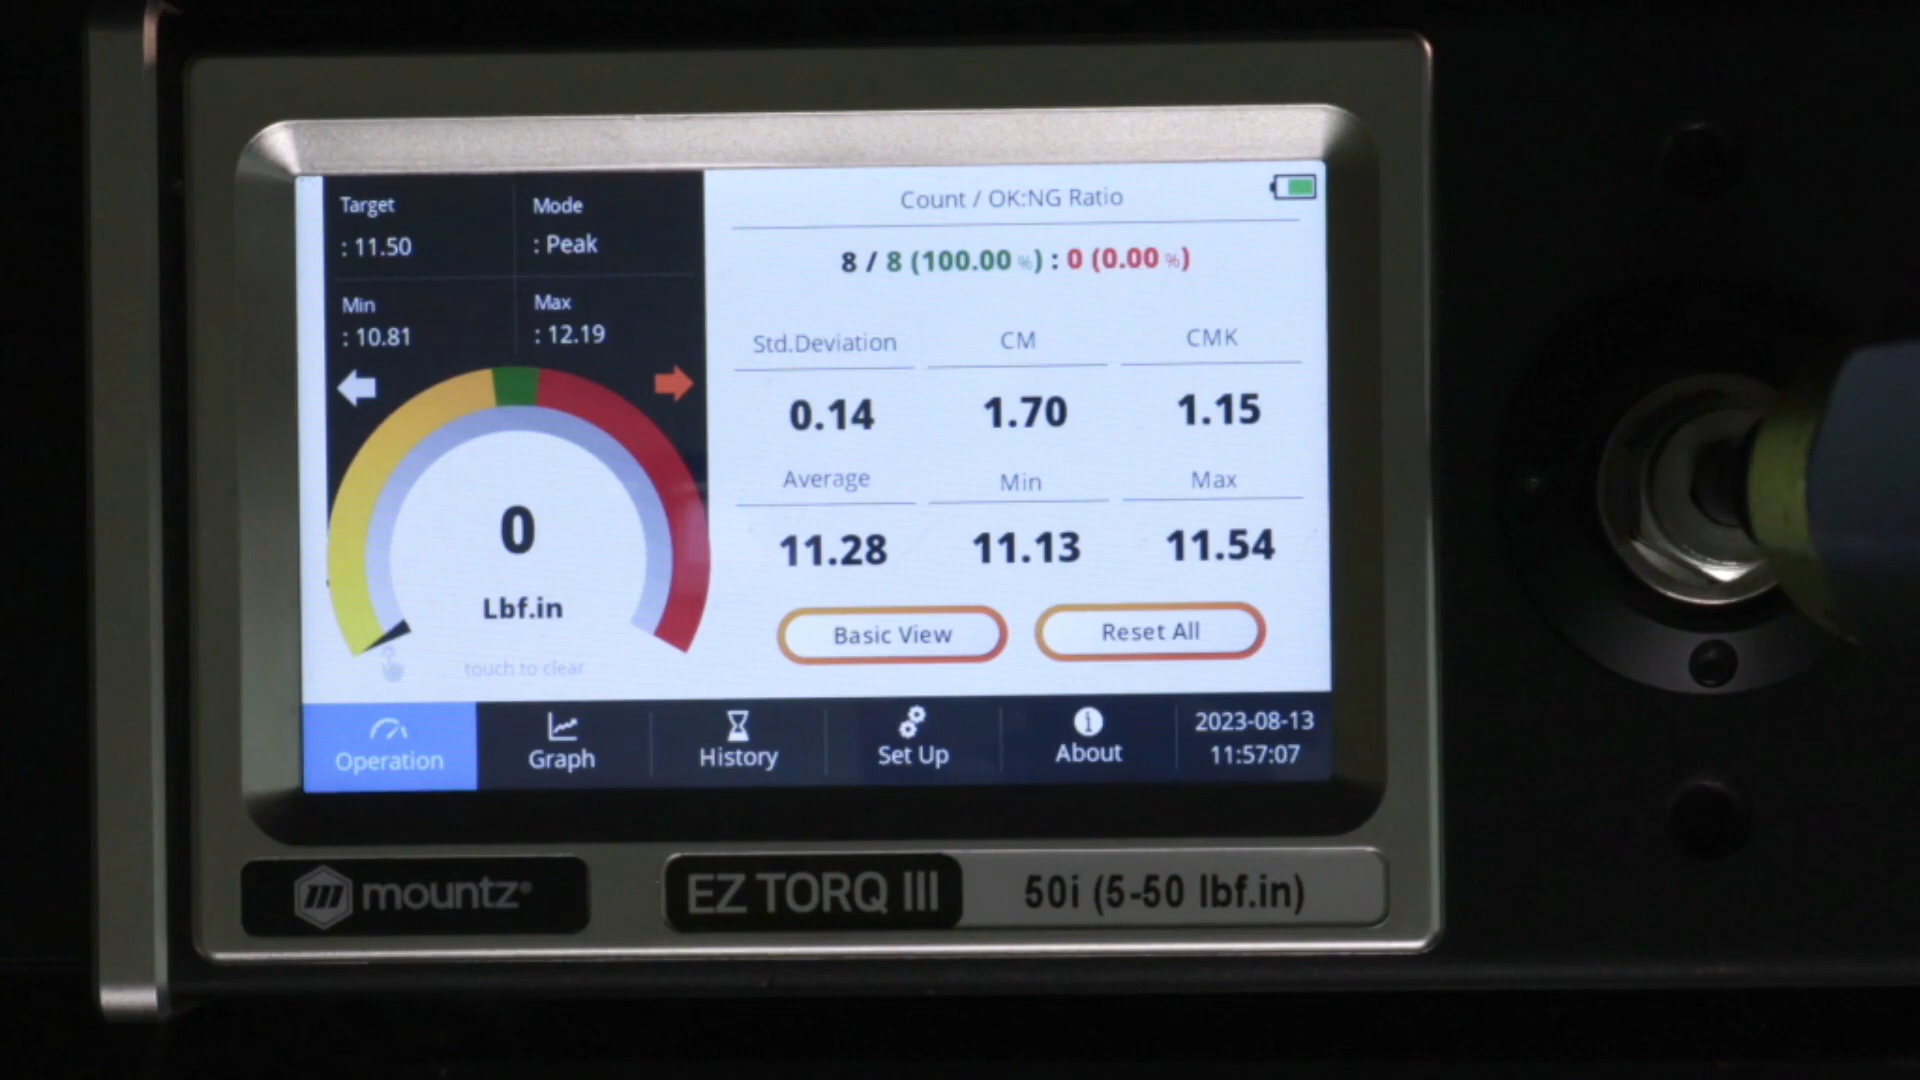 Target
: 11.50
Mode
: Peak
Min
: 10.81
Max
: 12.19
0
Lbf.in
touch to clear
Count / OK:NG Ratio
8 / 8 (100.00 %) : 0 (0.00 %)
Std.Deviation CM CMK
0.14 1.70 1.15
Average Min Max
11.28 11.13 11.54
Basic View Reset All
Operation Graph History Set Up About
2023-08-13
11:57:07
mountz®
EZ TORQ III 50i (5-50 lbf.in)